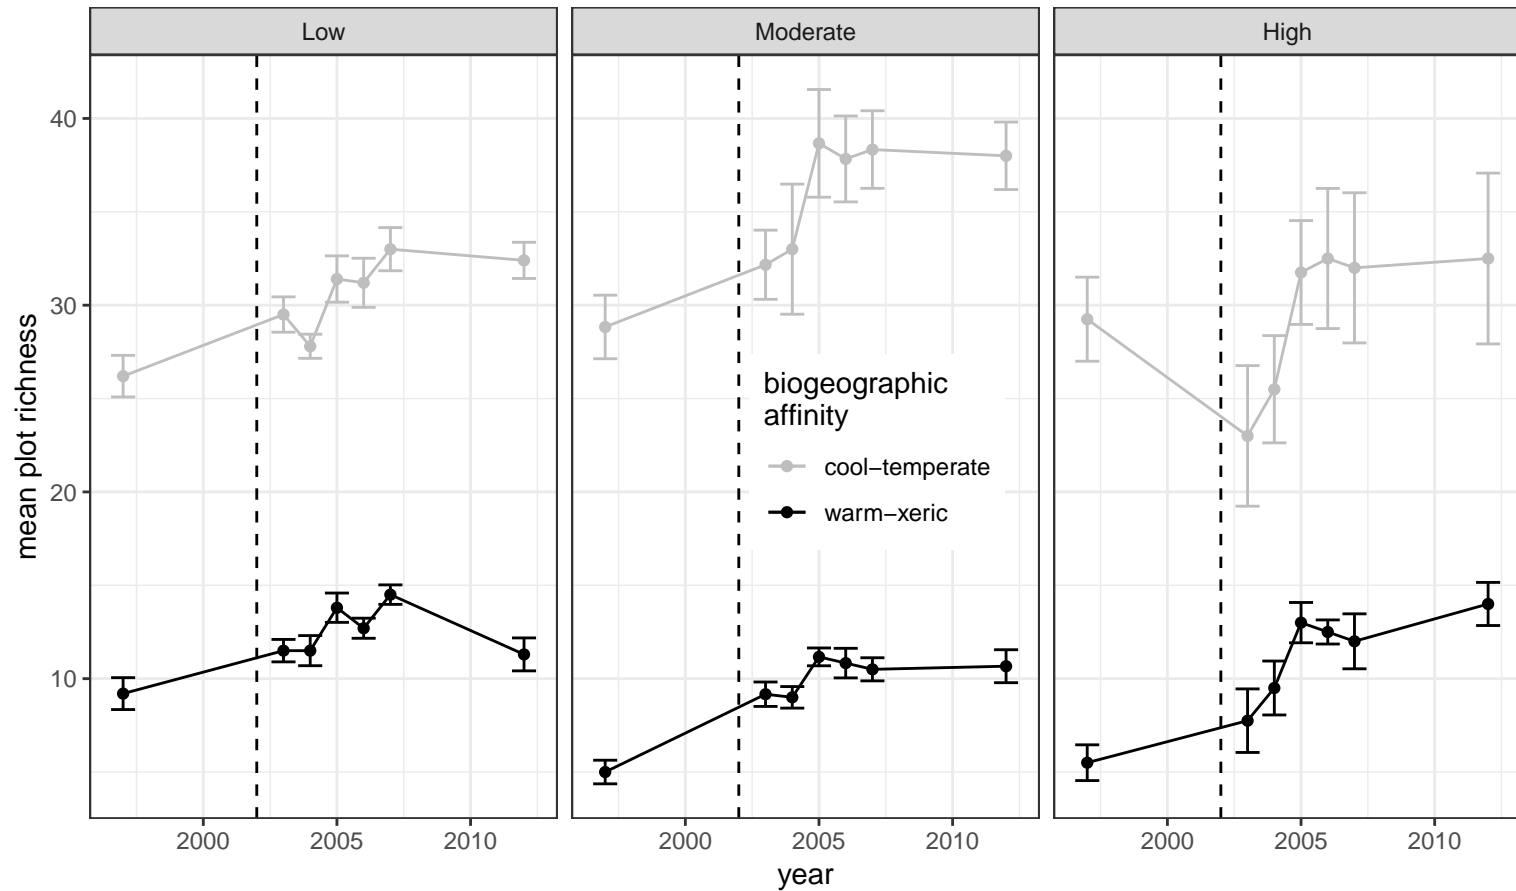 Low
Moderate
High
mean plot richness
40
30
20
10
biogeographic
affinity
cool−temperate
warm−xeric
2000
2005
2010
2000
2005
2010
2000
2005
2010
year